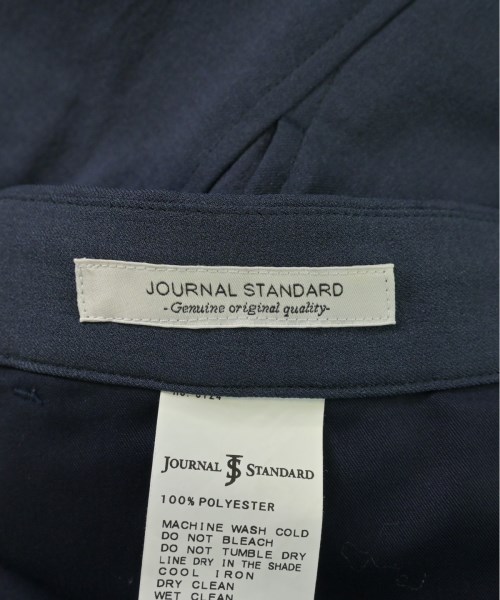 JOURNAL STANDARD
- Genuine original quality-
JOURNAL JS STANDARD
100% POLYESTER
MACHINE WASH COLD
DO NOT BLEACH
DO NOT TUMBLE DRY
LINE DRY IN THE SHADE
COOL IRON
DRY CLEAN
WET CLEAN